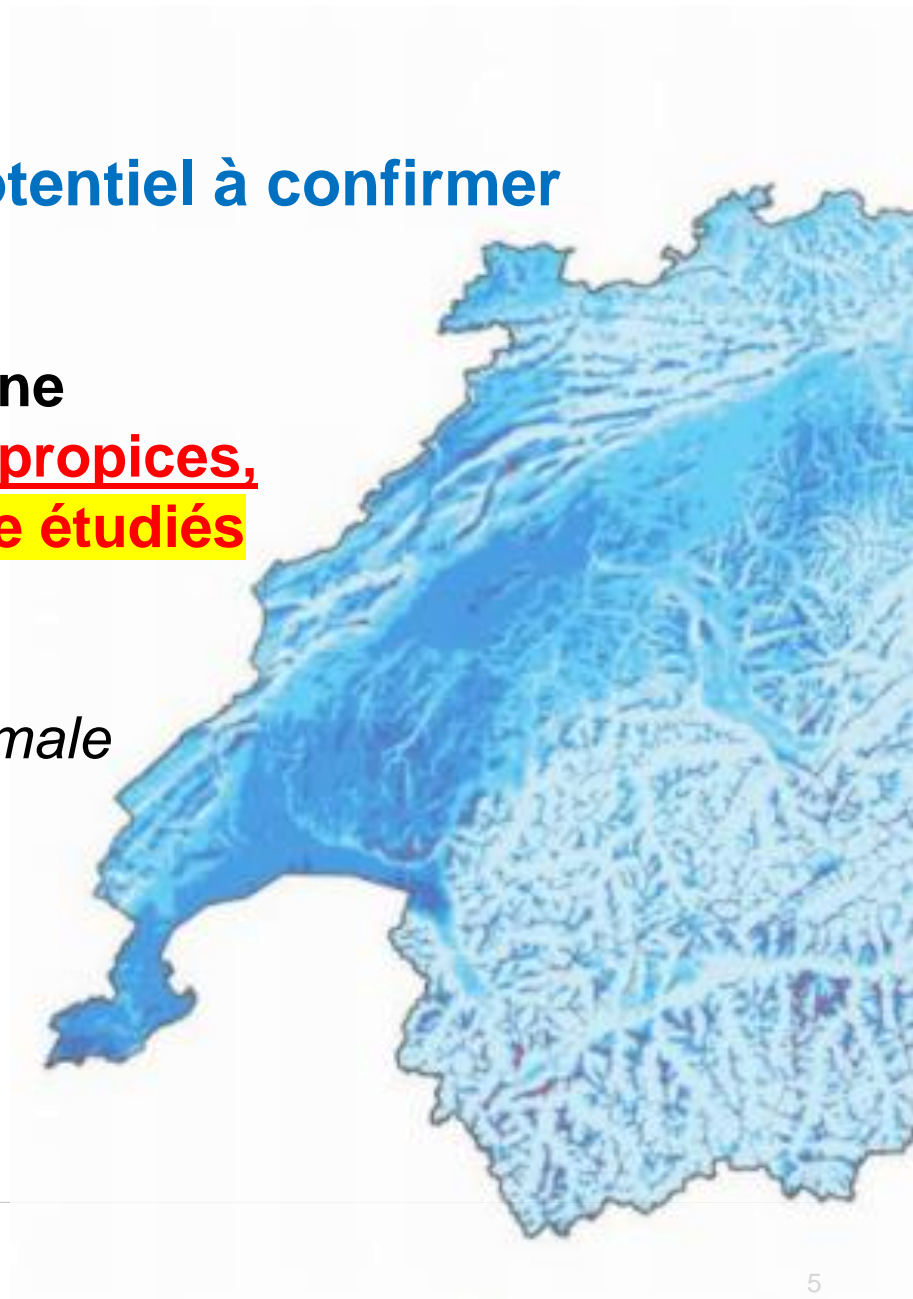 otentiel à confirmer
ne
propices,
e étudiés
male
5